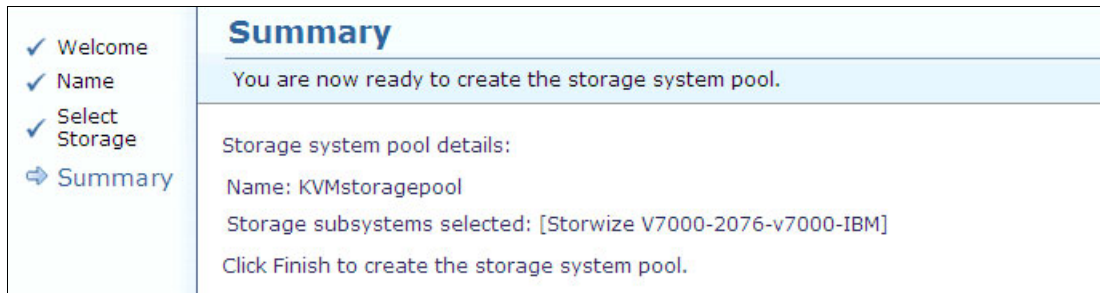 Welcome
Name
Select
Storage
Summary
Summary
You are now ready to create the storage system pool.
Storage system pool details:
Name: KVMstoragepool
Storage subsystems selected: [Storwize V7000-2076-v7000-IBM]
Click Finish to create the storage system pool.